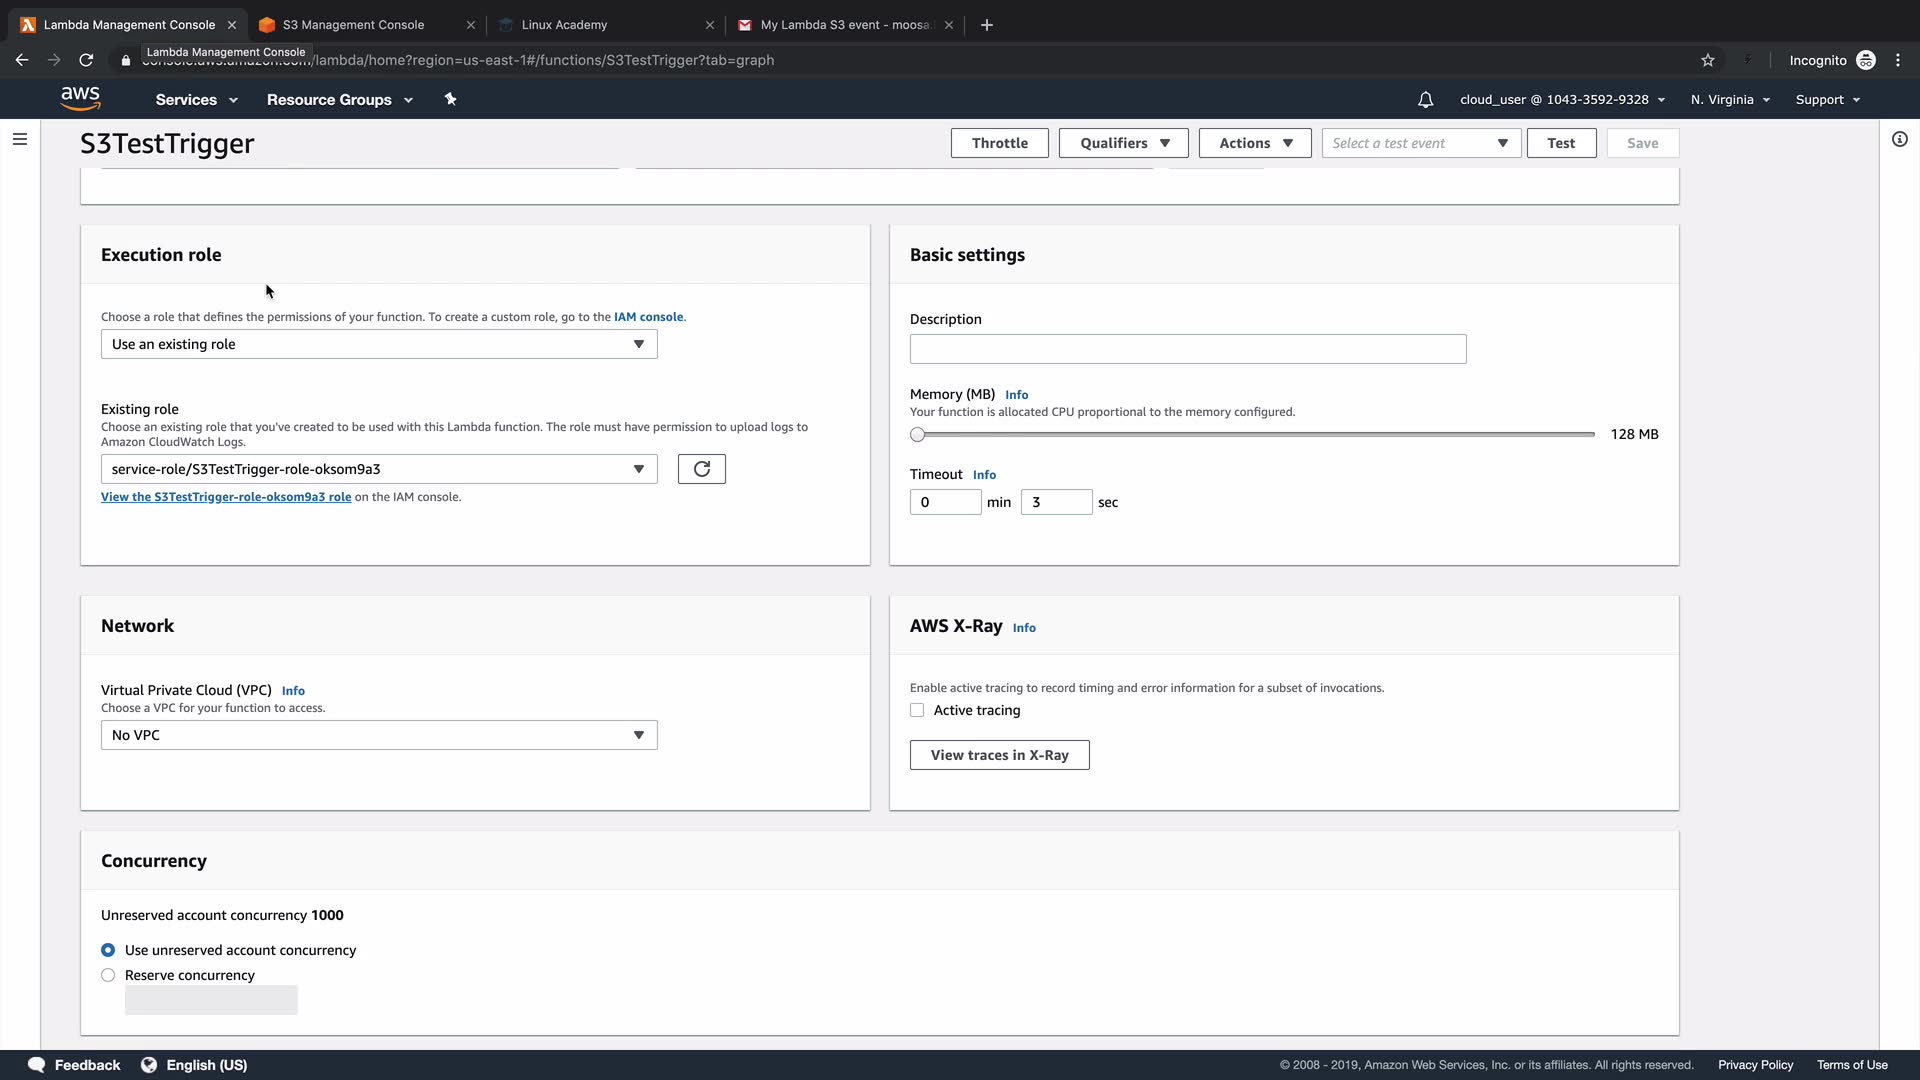 Lambda Management Console
S3 Management Console
Linux Academy
My Lambda S3 event - moosa.
Lambda Management Console
/lambda/home?region=us-east-1#/functions/S3TestTrigger?tab=graph
Incognito
aws
Services
Resource Groups
cloud_user @ 1043-3592-9328
N. Virginia
Support
S3TestTrigger
Throttle
Qualifiers
Actions
Select a test event
Test
Save
Execution role
Choose a role that defines the permissions of your function. To create a custom role, go to the IAM console.
Use an existing role
Existing role
Choose an existing role that you've created to be used with this Lambda function. The role must have permission to upload logs to
Amazon CloudWatch Logs.
service-role/S3TestTrigger-role-oksom9a3
View the S3TestTrigger-role-oksom9a3 role on the IAM console.
Basic settings
Description
Memory (MB) Info
Your function is allocated CPU proportional to the memory configured.
128 MB
Timeout Info
0 min 3 sec
Network
Virtual Private Cloud (VPC) Info
Choose a VPC for your function to access.
No VPC
AWS X-Ray Info
Enable active tracing to record timing and error information for a subset of invocations.
Active tracing
View traces in X-Ray
Concurrency
Unreserved account concurrency 1000
Use unreserved account concurrency
Reserve concurrency
Feedback
English (US)
© 2008 - 2019, Amazon Web Services, Inc. or its affiliates. All rights reserved.
Privacy Policy
Terms of Use